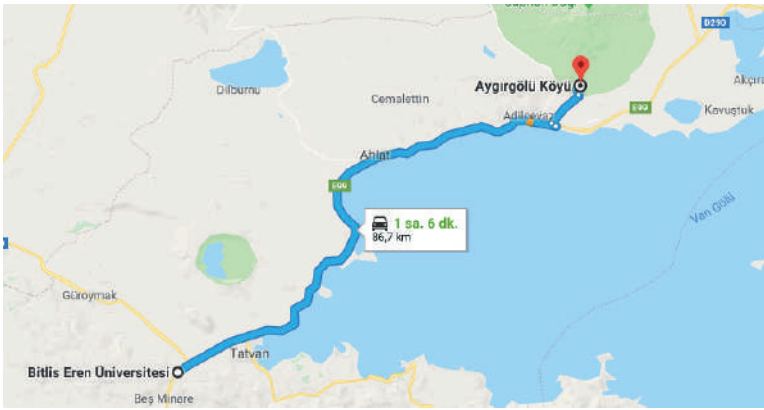 D290
Aygırgölü Köyü
Dilburnu
Cemalettin
Adilcevaz
E99
Kavuştuk
Ahlat
E99
1 sa. 6 dk.
86,7 km
Van Gölü
Güroymak
Tatvan
Bitlis Eren Üniversitesi
Beş Minare